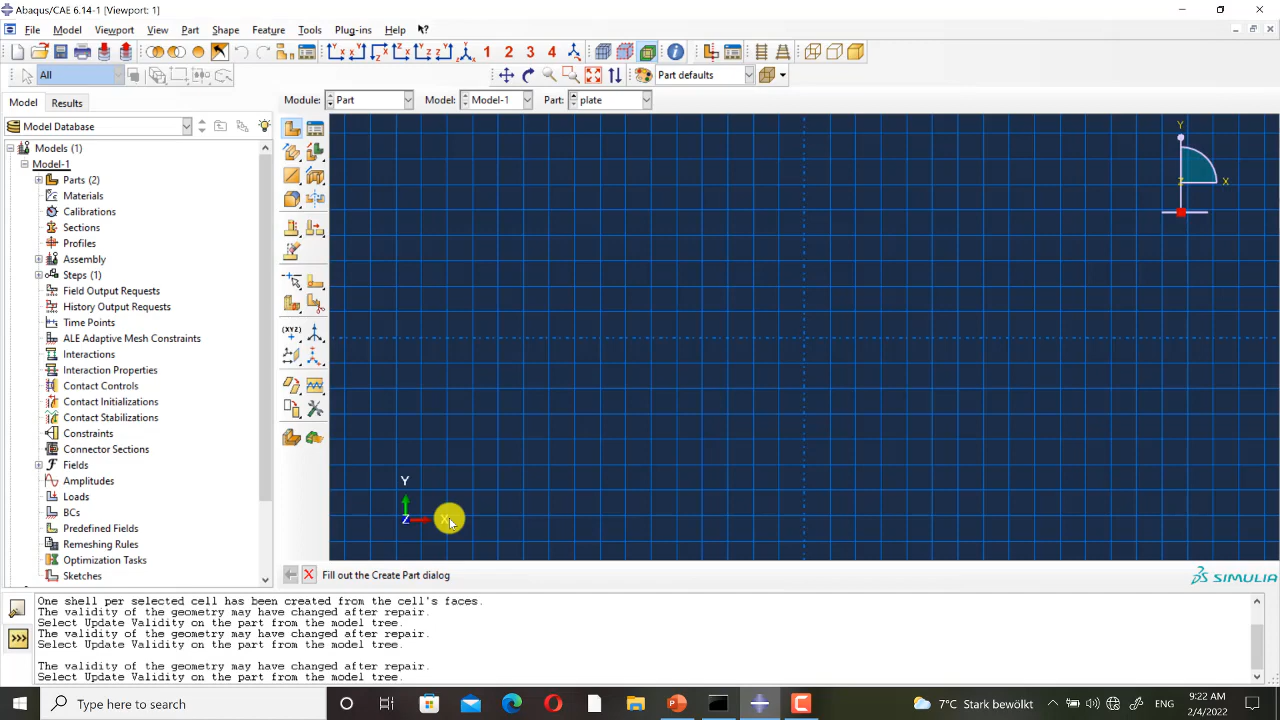 Abaqus/CAE 6.14-1 [Viewport: 1]
File Model Viewport View Part Shape Feature Tools Plug-ins Help
1 2 3 4
All
Part defaults
Model Results
Module: Part Model: Model-1 Part: plate
Model Database
Models (1)
Model-1
Parts (2)
Materials
Calibrations
Sections
Profiles
Assembly
Steps (1)
Field Output Requests
History Output Requests
Time Points
ALE Adaptive Mesh Constraints
Interactions
Interaction Properties
Contact Controls
Contact Initializations
Contact Stabilizations
Constraints
Connector Sections
Fields
Amplitudes
Loads
BCs
Predefined Fields
Remeshing Rules
Optimization Tasks
Sketches
(XYZ)
Y
Z X
Y
Z X
Fill out the Create Part dialog
SIMULIA
One shell per selected cell has been created from the cell's faces.
The validity of the geometry may have changed after repair.
Select Update Validity on the part from the model tree.
The validity of the geometry may have changed after repair.
Select Update Validity on the part from the model tree.
The validity of the geometry may have changed after repair.
Select Update Validity on the part from the model tree.
Type here to search
7°C Stark bewölkt
ENG
9:22 AM
2/4/2022